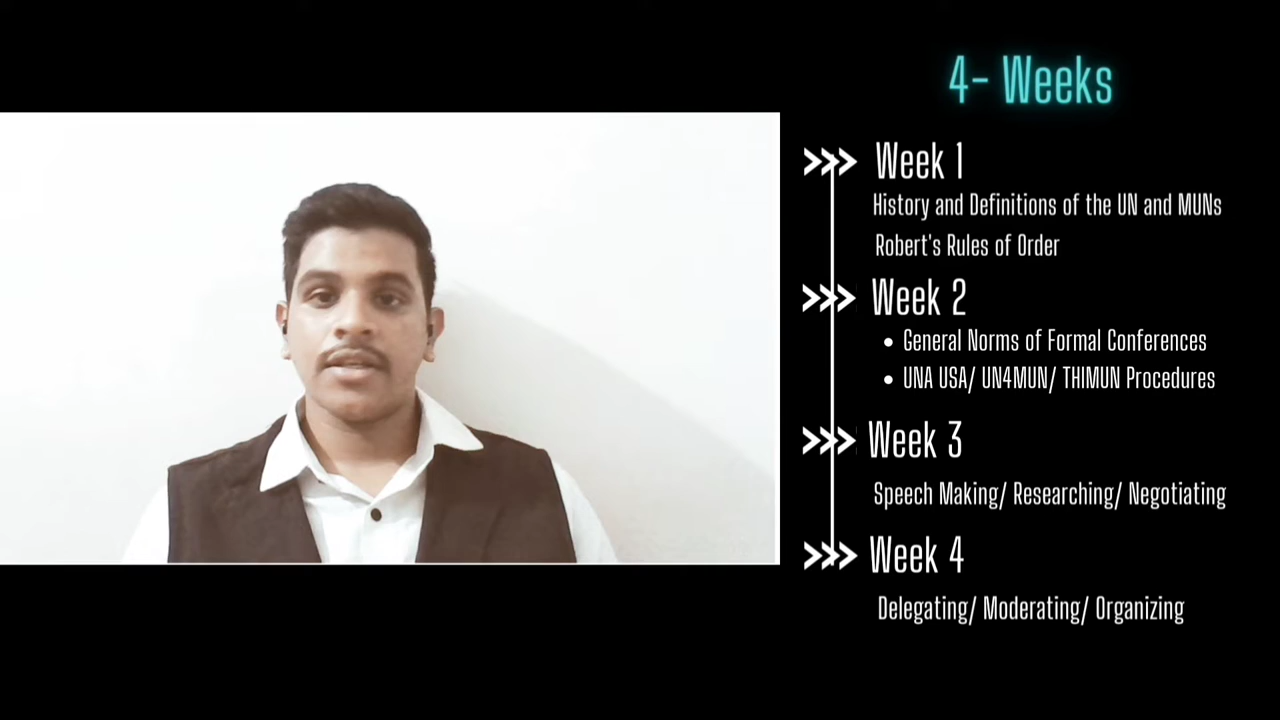 4- Weeks
Week 1
History and Definitions of the UN and MUNs
Robert's Rules of Order
Week 2
• General Norms of Formal Conferences
• UNA USA/ UN4MUN/ THIMUN Procedures
Week 3
Speech Making/ Researching/ Negotiating
Week 4
Delegating/ Moderating/ Organizing